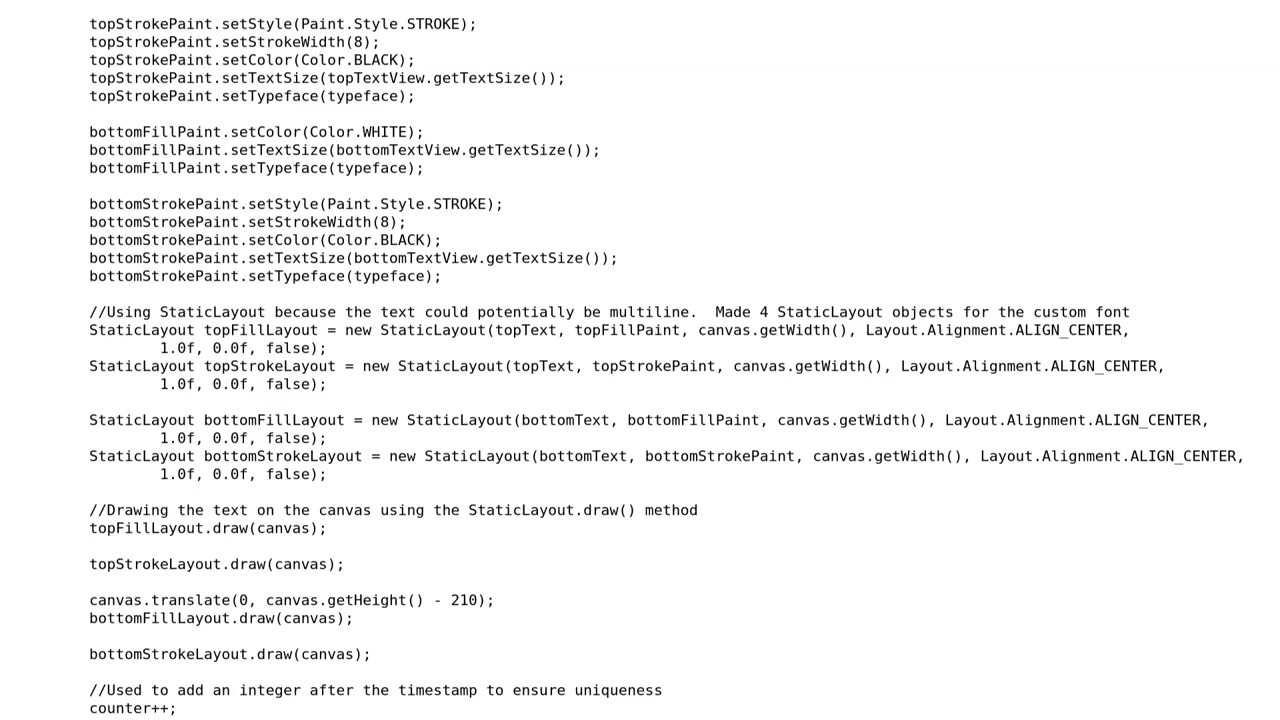 topStrokePaint.setStyle(Paint.Style.STROKE);
topStrokePaint.setStrokeWidth(8);
topStrokePaint.setColor(Color.BLACK);
topStrokePaint.setTextSize(topTextView.getTextSize());
topStrokePaint.setTypeface(typeface);

bottomFillPaint.setColor(Color.WHITE);
bottomFillPaint.setTextSize(bottomTextView.getTextSize());
bottomFillPaint.setTypeface(typeface);

bottomStrokePaint.setStyle(Paint.Style.STROKE);
bottomStrokePaint.setStrokeWidth(8);
bottomStrokePaint.setColor(Color.BLACK);
bottomStrokePaint.setTextSize(bottomTextView.getTextSize());
bottomStrokePaint.setTypeface(typeface);

//Using StaticLayout because the text could potentially be multiline.  Made 4 StaticLayout objects for the custom font
StaticLayout topFillLayout = new StaticLayout(topText, topFillPaint, canvas.getWidth(), Layout.Alignment.ALIGN_CENTER,
        1.0f, 0.0f, false);
StaticLayout topStrokeLayout = new StaticLayout(topText, topStrokePaint, canvas.getWidth(), Layout.Alignment.ALIGN_CENTER,
        1.0f, 0.0f, false);

StaticLayout bottomFillLayout = new StaticLayout(bottomText, bottomFillPaint, canvas.getWidth(), Layout.Alignment.ALIGN_CENTER,
        1.0f, 0.0f, false);
StaticLayout bottomStrokeLayout = new StaticLayout(bottomText, bottomStrokePaint, canvas.getWidth(), Layout.Alignment.ALIGN_CENTER,
        1.0f, 0.0f, false);

//Drawing the text on the canvas using the StaticLayout.draw() method
topFillLayout.draw(canvas);

topStrokeLayout.draw(canvas);

canvas.translate(0, canvas.getHeight() - 210);
bottomFillLayout.draw(canvas);

bottomStrokeLayout.draw(canvas);

//Used to add an integer after the timestamp to ensure uniqueness
counter++;